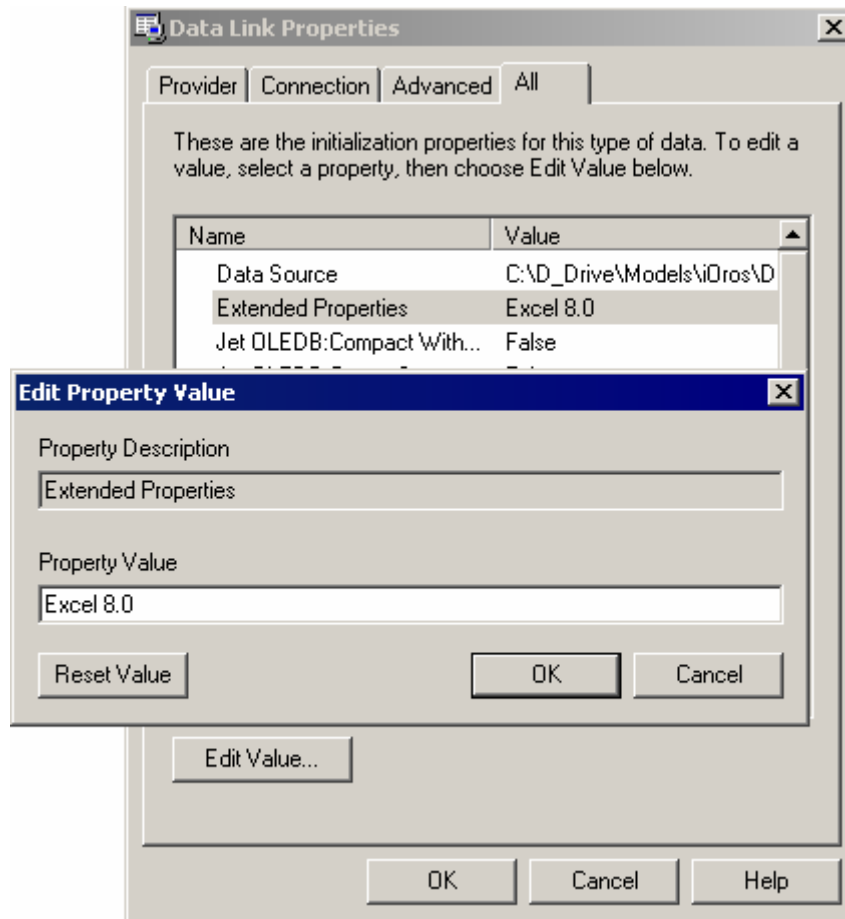 Data Link Properties
Provider Connection Advanced All
These are the initialization properties for this type of data. To edit a
value, select a property, then choose Edit Value below.
Name Value
Data Source C:\D_Drive\Models\iOros\D
Extended Properties Excel 8.0
Jet OLEDB:Compact With... False
Edit Property Value
Property Description
Extended Properties
Property Value
Excel 8.0
Reset Value OK Cancel
Edit Value...
OK Cancel Help